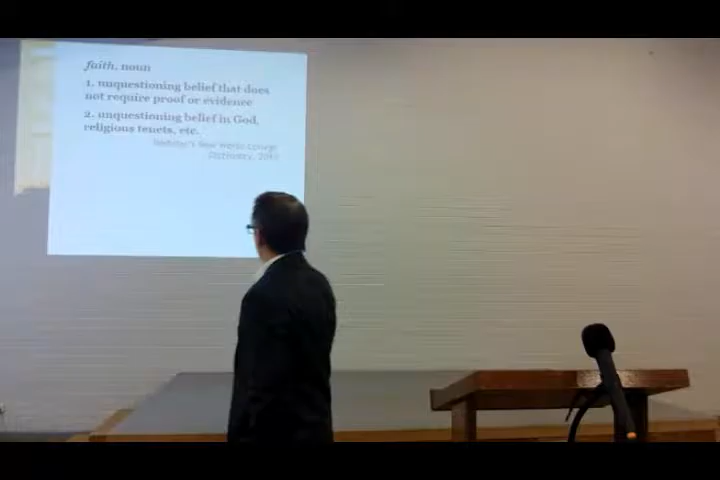 faith, noun
1. unquestioning belief that does
not require proof or evidence
2. unquestioning belief in God,
religious tenets, etc.
Webster's New World College
Dictionary,